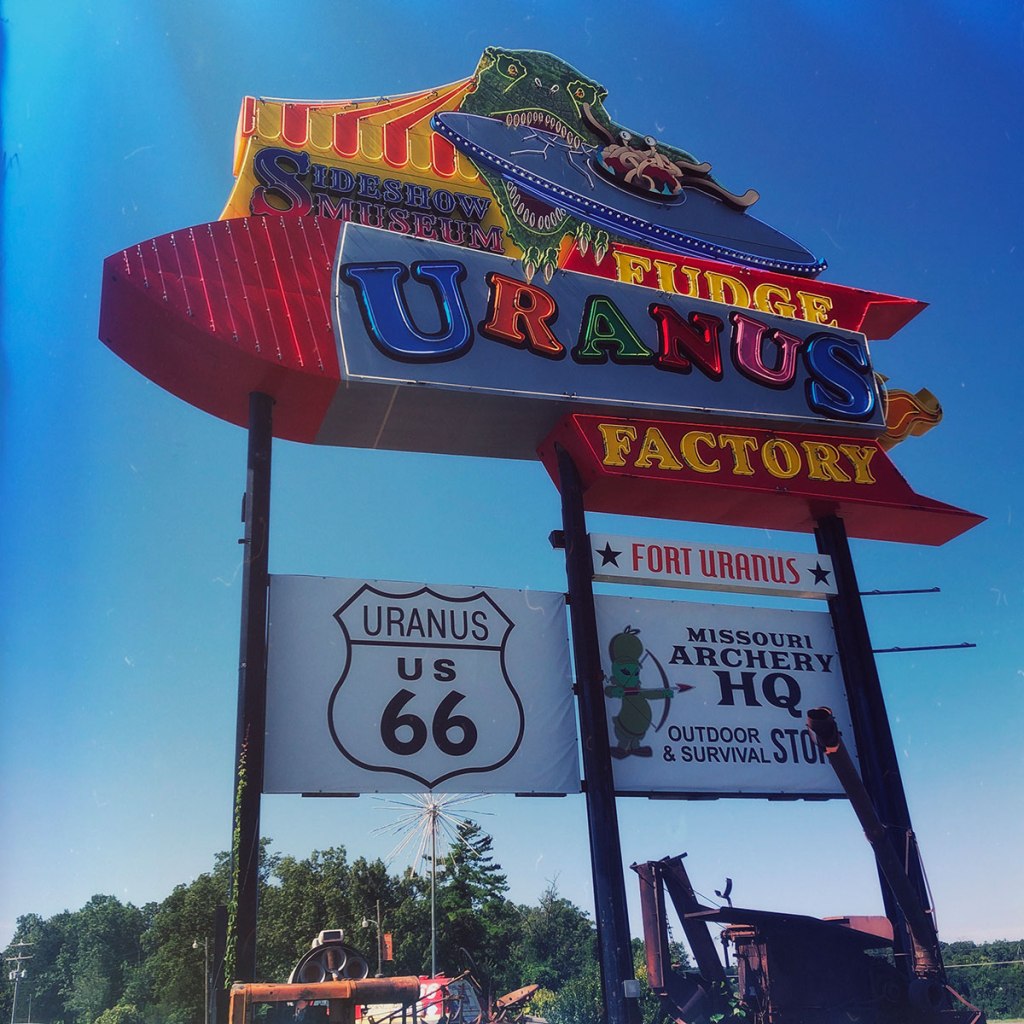 SIDESHOW
MUSEUM
FUDGE
URANUS
FACTORY
FORT URANUS
URANUS
US
66
MISSOURI
ARCHERY
HQ
OUTDOOR
& SURVIVAL